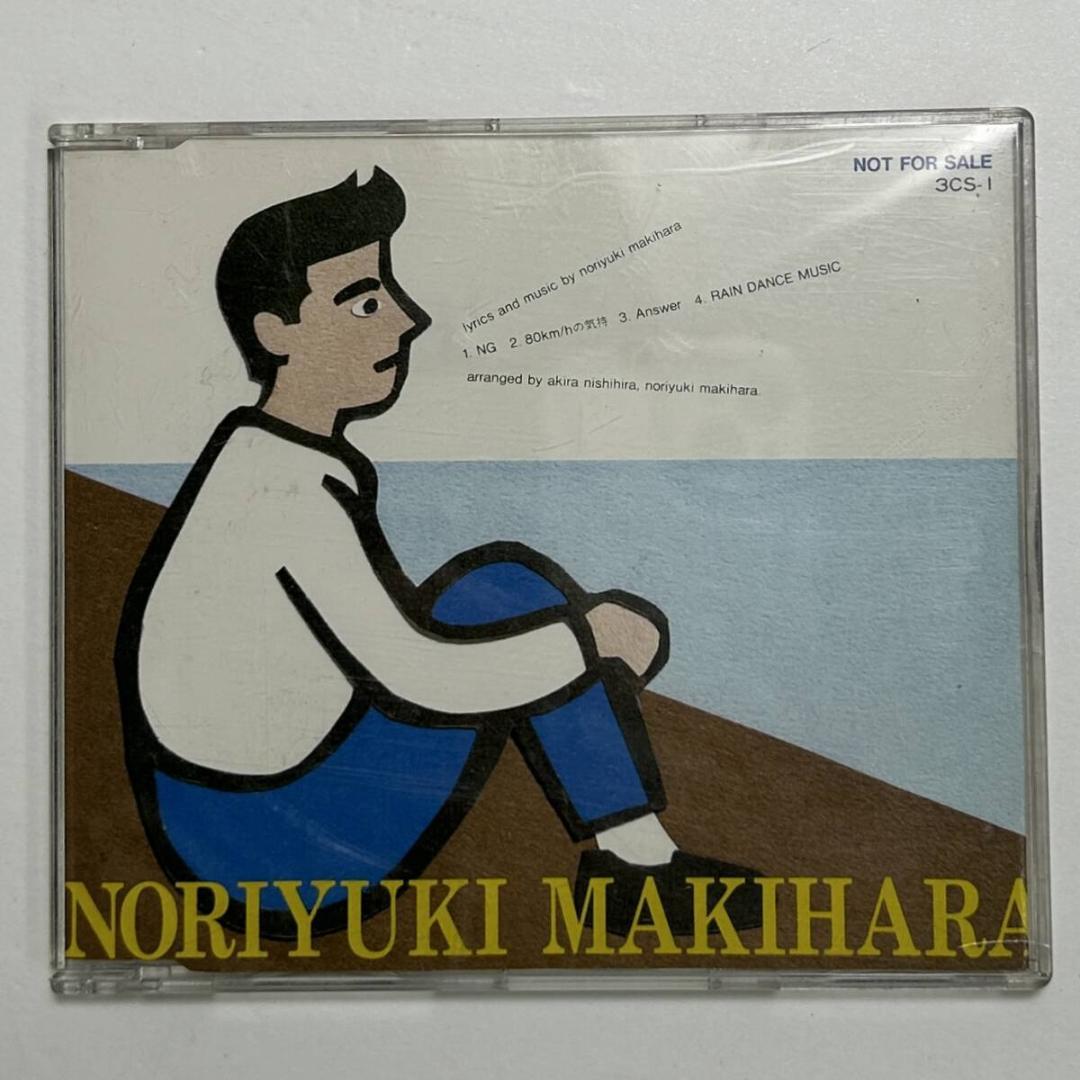 NOT FOR SALE
3CS-1
lyrics and music by noriyuki makihara
1. NG 2. 80km/hの気持 3. Answer 4. RAIN DANCE MUSIC
arranged by akira nishihira, noriyuki makihara
NORIYUKI MAKIHARA